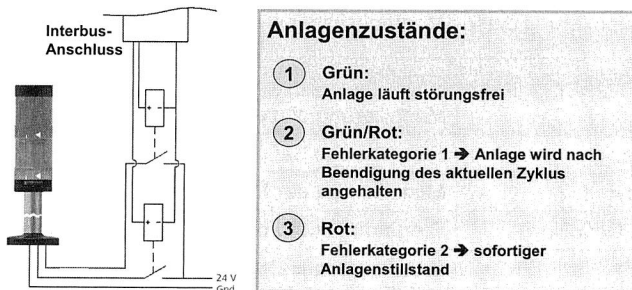 Interbus-
Anschluss
+ -
+ -
24 V
Gnd
Anlagenzustände:
1 Grün:
Anlage läuft störungsfrei
2 Grün/Rot:
Fehlerkategorie 1 ➔ Anlage wird nach
Beendigung des aktuellen Zyklus
angehalten
3 Rot:
Fehlerkategorie 2 ➔ sofortiger
Anlagenstillstand